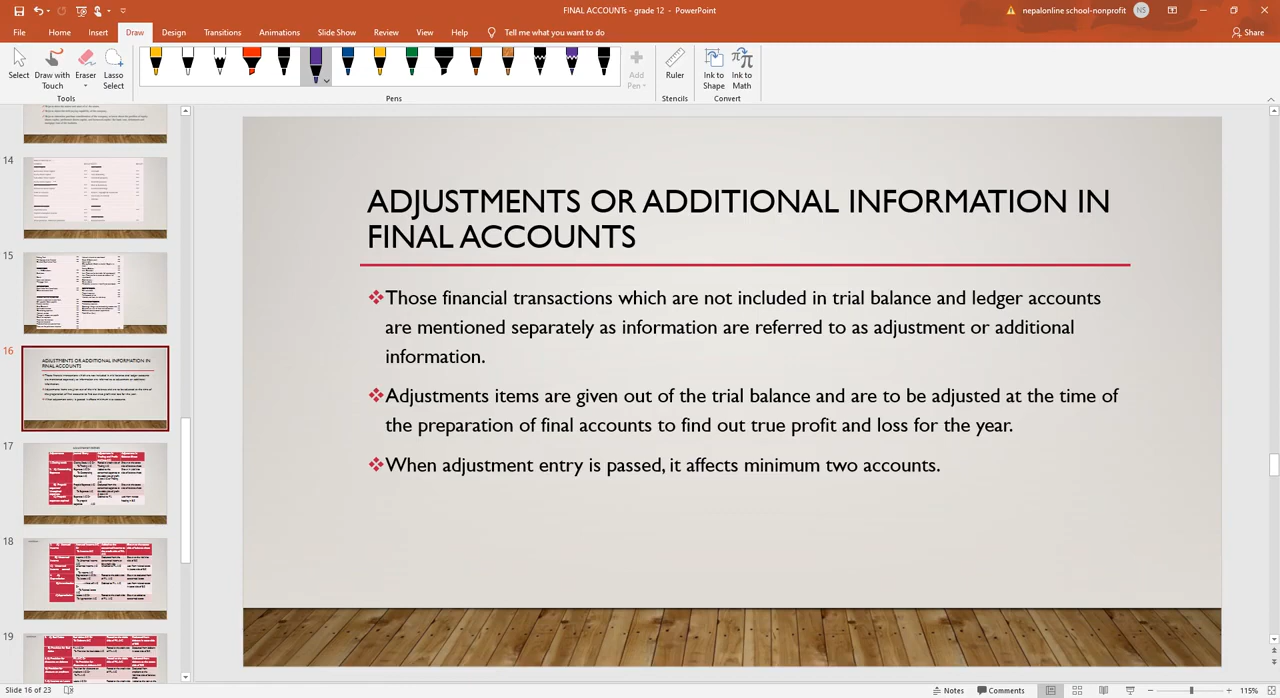 FINAL ACCOUNTs - grade 12 - PowerPoint
nepalonline school-nonprofit
NS
File Home Insert Draw Design Transitions Animations Slide Show Review View Help Tell me what you want to do
Share
Select
Draw with Touch
Eraser
Lasso Select
Add Pen
Ruler
Ink to Shape
Ink to Math
Tools
Pens
Stencils
Convert
14
15
16
17
18
19
ADJUSTMENTS OR ADDITIONAL INFORMATION IN
FINAL ACCOUNTS
Those financial transactions which are not included in trial balance and ledger accounts
are mentioned separately as information are referred to as adjustment or additional
information.
Adjustments items are given out of the trial balance and are to be adjusted at the time of
the preparation of final accounts to find out true profit and loss for the year.
When adjustment entry is passed, it affects minimum two accounts.
Slide 16 of 23
Notes
Comments
115%